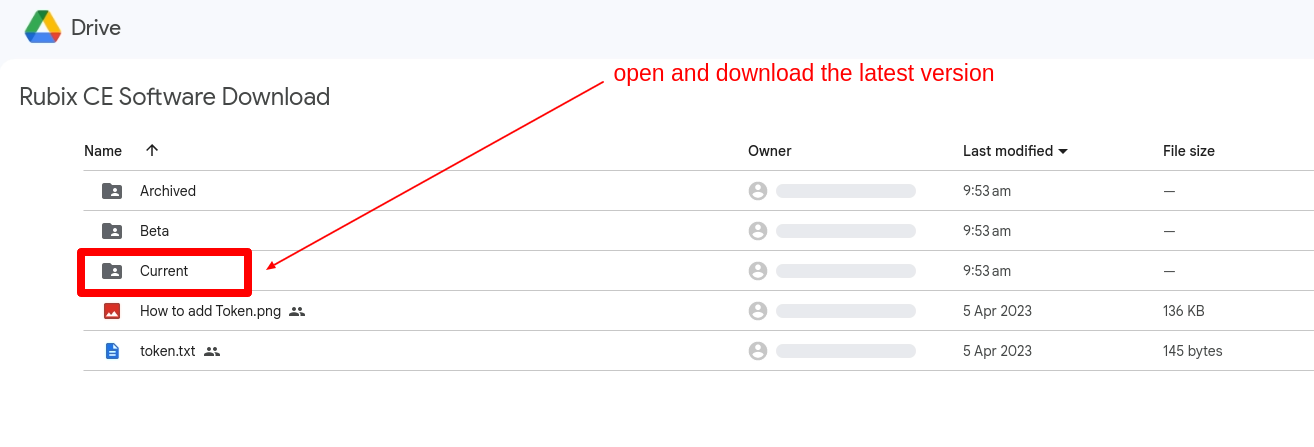 Drive
open and download the latest version
Rubix CE Software Download
Name Owner Last modified File size
Archived 9:53 am —
Beta 9:53 am —
Current 9:53 am —
How to add Token.png 5 Apr 2023 136 KB
token.txt 5 Apr 2023 145 bytes